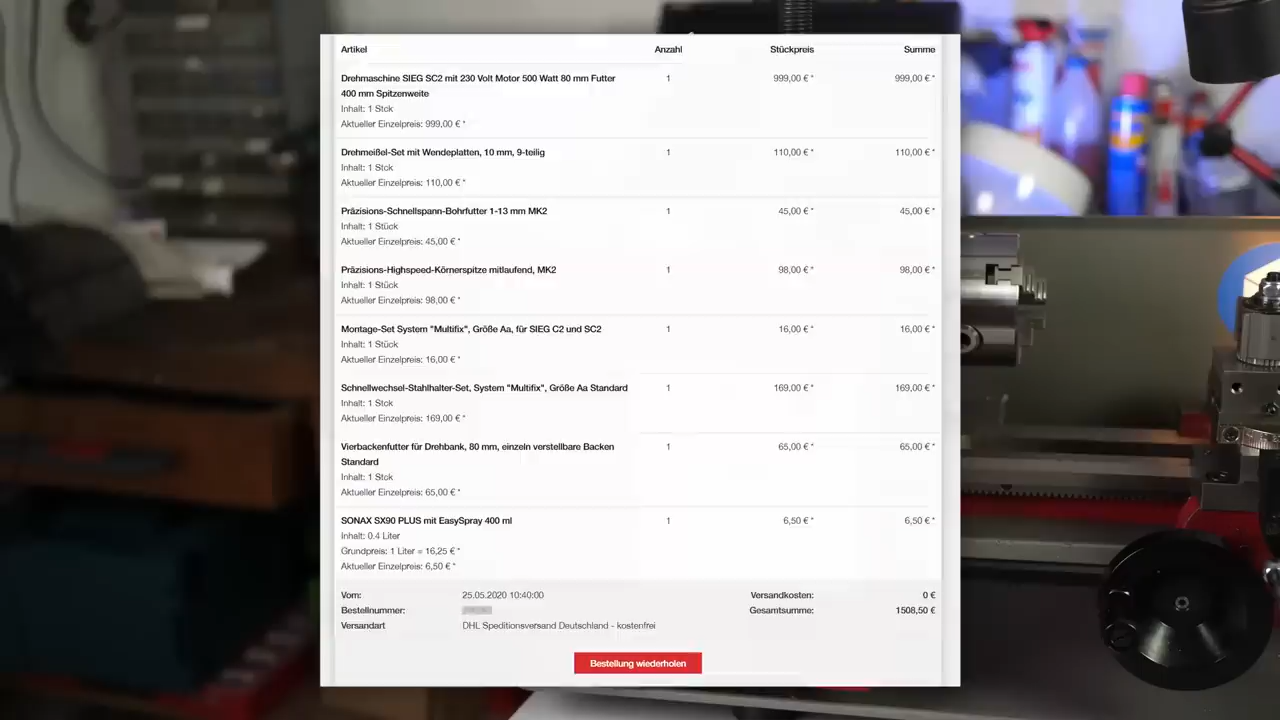 Artikel Anzahl Stückpreis Summe
Drehmaschine SIEG SC2 mit 230 Volt Motor 500 Watt 80 mm Futter 1 999,00 € * 999,00 € *
400 mm Spitzenweite
Inhalt: 1 Stck
Aktueller Einzelpreis: 999,00 € *
Drehmeißel-Set mit Wendeplatten, 10 mm, 9-teilig 1 110,00 € * 110,00 € *
Inhalt: 1 Stck
Aktueller Einzelpreis: 110,00 € *
Präzisions-Schnellspann-Bohrfutter 1-13 mm MK2 1 45,00 € * 45,00 € *
Inhalt: 1 Stück
Aktueller Einzelpreis: 45,00 € *
Präzisions-Highspeed-Körnerspitze mitlaufend, MK2 1 98,00 € * 98,00 € *
Inhalt: 1 Stück
Aktueller Einzelpreis: 98,00 € *
Montage-Set System "Multifix", Größe Aa, für SIEG C2 und SC2 1 16,00 € * 16,00 € *
Inhalt: 1 Stück
Aktueller Einzelpreis: 16,00 € *
Schnellwechsel-Stahlhalter-Set, System "Multifix", Größe Aa Standard 1 169,00 € * 169,00 € *
Inhalt: 1 Stck
Aktueller Einzelpreis: 169,00 € *
Vierbackenfutter für Drehbank, 80 mm, einzeln verstellbare Backen 1 65,00 € * 65,00 € *
Standard
Inhalt: 1 Stck
Aktueller Einzelpreis: 65,00 € *
SONAX SX90 PLUS mit EasySpray 400 ml 1 6,50 € * 6,50 € *
Inhalt: 0.4 Liter
Grundpreis: 1 Liter = 16,25 € *
Aktueller Einzelpreis: 6,50 € *
Vom: 25.05.2020 10:40:00 Versandkosten: 0 €
Bestellnummer: Gesamtsumme: 1508,50 €
Versandart DHL Speditionsversand Deutschland - kostenfrei
Bestellung wiederholen